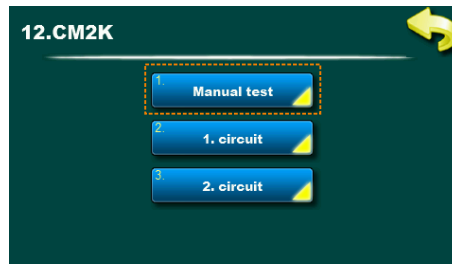 12.CM2K
1.
Manual test
2.
1. circuit
3.
2. circuit